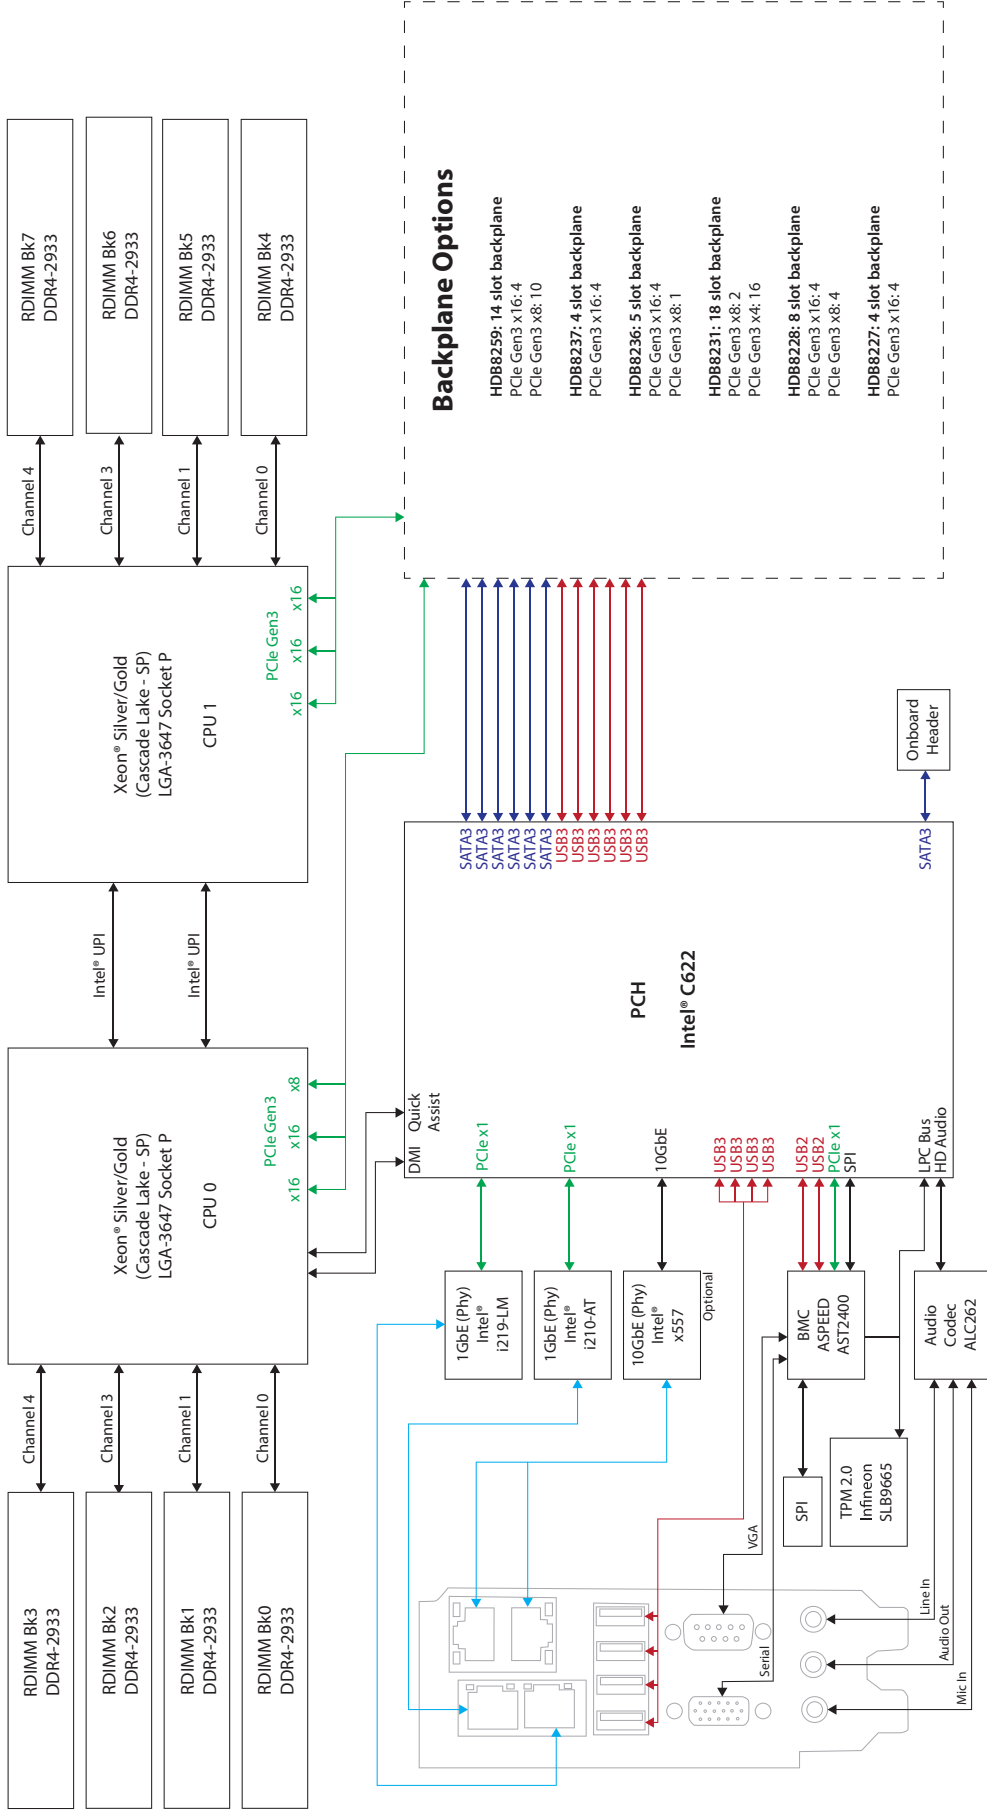 RDIMM Bk3
DDR4-2933
RDIMM Bk2
DDR4-2933
RDIMM Bk1
DDR4-2933
RDIMM Bk0
DDR4-2933
Channel 4
Channel 3
Channel 1
Channel 0
Xeon® Silver/Gold
(Cascade Lake - SP)
LGA-3647 Socket P
CPU 0
PCIe Gen3
x16
x16
x8
Intel® UPI
Intel® UPI
Xeon® Silver/Gold
(Cascade Lake - SP)
LGA-3647 Socket P
CPU 1
PCIe Gen3
x16
x16
x16
Channel 4
Channel 3
Channel 1
Channel 0
RDIMM Bk7
DDR4-2933
RDIMM Bk6
DDR4-2933
RDIMM Bk5
DDR4-2933
RDIMM Bk4
DDR4-2933
DMI
Quick
Assist
PCIe x1
PCIe x1
10GbE
USB3
USB3
USB3
USB3
USB2
USB2
PCIe x1
SPI
LPC Bus
HD Audio
PCH
Intel® C622
SATA3
SATA3
SATA3
SATA3
SATA3
SATA3
USB3
USB3
USB3
USB3
USB3
USB3
SATA3
Onboard
Header
Backplane Options
HDB8259: 14 slot backplane
PCIe Gen3 x16: 4
PCIe Gen3 x8: 10
HDB8237: 4 slot backplane
PCIe Gen3 x16: 4
HDB8236: 5 slot backplane
PCIe Gen3 x16: 4
PCIe Gen3 x8: 1
HDB8231: 18 slot backplane
PCIe Gen3 x8: 2
PCIe Gen3 x4: 16
HDB8228: 8 slot backplane
PCIe Gen3 x16: 4
PCIe Gen3 x8: 4
HDB8227: 4 slot backplane
PCIe Gen3 x16: 4
1GbE (Phy)
Intel®
i219-LM
1GbE (Phy)
Intel®
i210-AT
10GbE (Phy)
Intel®
x557
Optional
BMC
ASPEED
AST2400
Audio
Codec
ALC262
SPI
TPM 2.0
Infineon
SLB9665
VGA
Serial
Line In
Audio Out
Mic In